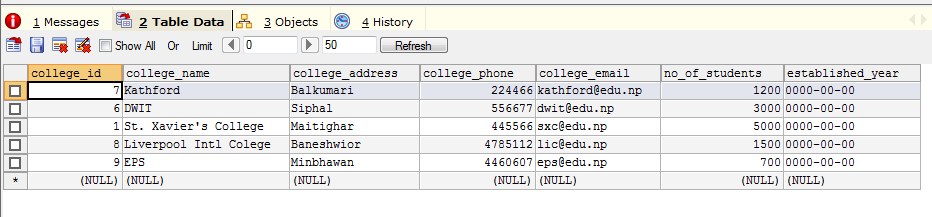 1 Messages 2 Table Data 3 Objects 4 History
Show All Or Limit 0 50 Refresh
college_id college_name college_address college_phone college_email no_of_students established_year
7 Kathford Balkumari 224466 kathford@edu.np 1200 0000-00-00
6 DWIT Siphal 556677 dwit@edu.np 3000 0000-00-00
1 St. Xavier's College Maitighar 445566 sxc@edu.np 5000 0000-00-00
8 Liverpool Intl Colege Baneshwior 4785112 lic@edu.np 1500 0000-00-00
9 EPS Minbhawan 4460607 eps@edu.np 700 0000-00-00
* (NULL) (NULL) (NULL) (NULL) (NULL) (NULL) (NULL)